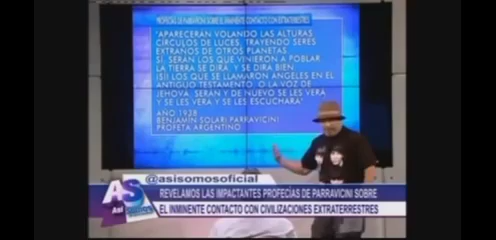 PROFECÍAS DE PARRAVICINI SOBRE EL INMINENTE CONTACTO CON EXTRATERRESTRES
"APARECERÁN VOLANDO LAS ALTURAS
CÍRCULOS DE LUCES, TRAYENDO SERES
EXTRAÑOS DE OTROS PLANETAS.
SÍ, SERÁN LOS QUE VINIERON A POBLAR
LA TIERRA SE DIRÁ, Y SE DIRÁ BIEN
¡SÍ! LOS QUE SE LLAMARON ÁNGELES EN EL
ANTIGUO TESTAMENTO, O LA VOZ DE
JEHOVÁ, SERÁN Y DE NUEVO SE LES VERÁ
Y SE LES VERÁ Y SE LES ESCUCHARÁ"
AÑO 1928
BENJAMÍN SOLARI PARRAVICINI
PROFETA ARGENTINO
@asisomosoficial
AS
Así
Somos
REVELAMOS LAS IMPACTANTES PROFECÍAS DE PARRAVICINI SOBRE
EL INMINENTE CONTACTO CON CIVILIZACIONES EXTRATERRESTRES